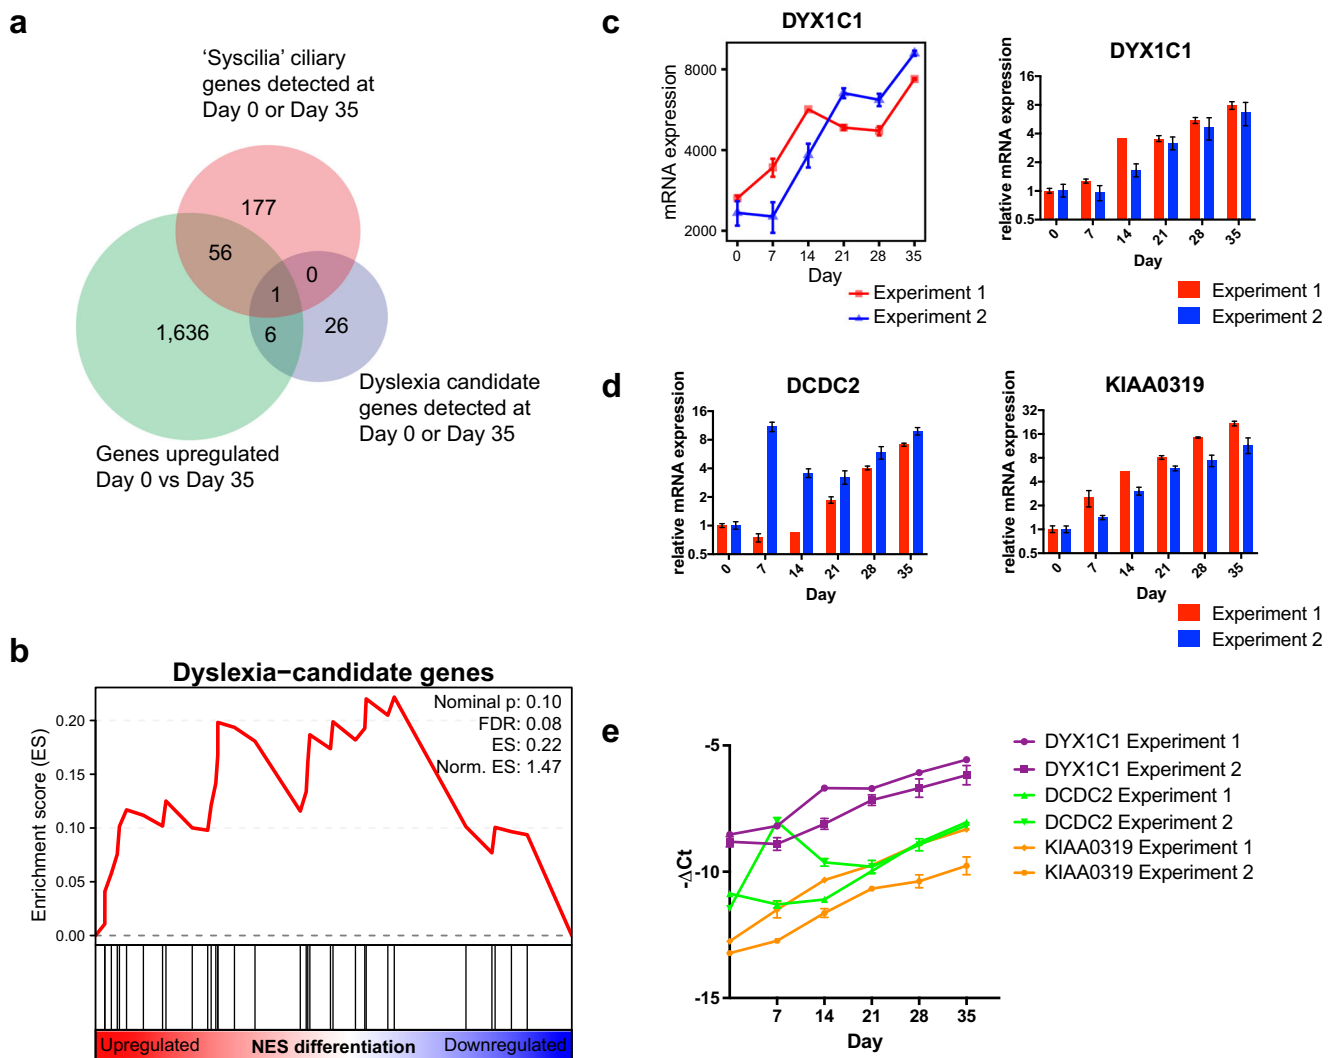 a
‘Syscilia’ ciliary
genes detected at
Day 0 or Day 35
177
56
0
1
1,636
6
26
Dyslexia candidate
genes detected at
Day 0 or Day 35
Genes upregulated
Day 0 vs Day 35
b
Dyslexia−candidate genes
Nominal p: 0.10
FDR: 0.08
ES: 0.22
Norm. ES: 1.47
Enrichment score (ES)
0.20
0.15
0.10
0.05
0.00
Upregulated NES differentiation Downregulated
c
DYX1C1
mRNA expression
8000
4000
2000
0 7 14 21 28 35
Day
Experiment 1
Experiment 2
DYX1C1
relative mRNA expression
16
8
4
2
1
0.5
0 7 14 21 28 35
Day
Experiment 1
Experiment 2
d
DCDC2
relative mRNA expression
16
8
4
2
1
0.5
0 7 14 21 28 35
Day
KIAA0319
relative mRNA expression
32
16
8
4
2
1
0.5
0 7 14 21 28 35
Day
Experiment 1
Experiment 2
e
-ΔCt
-5
-10
-15
7 14 21 28 35
Day
DYX1C1 Experiment 1
DYX1C1 Experiment 2
DCDC2 Experiment 1
DCDC2 Experiment 2
KIAA0319 Experiment 1
KIAA0319 Experiment 2